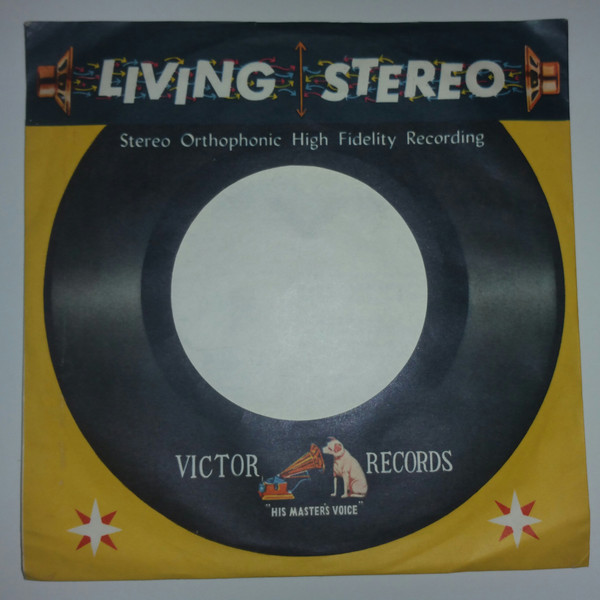 LIVING STEREO
Stereo Orthophonic High Fidelity Recording
VICTOR RECORDS
"HIS MASTER'S VOICE"